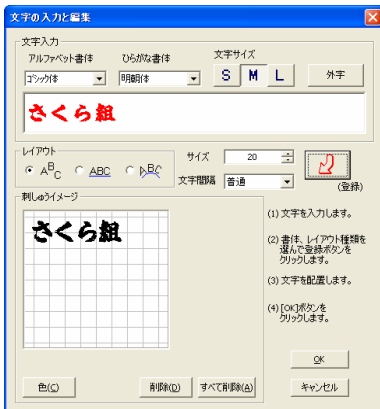 文字の入力と編集
文字入力
アルファベット書体
ひらがな書体
文字サイズ
ゴシック体
明朝体
S M L
外字
さくら組
レイアウト
ABC ABC ABC
サイズ
20
文字間隔
普通
(登録)
刺しゅうイメージ
さくら組
(1) 文字を入力します。
(2) 書体、レイアウト種類を
選んで登録ボタンを
クリックします。
(3) 文字を配置します。
(4) [OK]ボタンを
クリックします。
OK
色(C)
削除(D)
すべて削除(A)
キャンセル